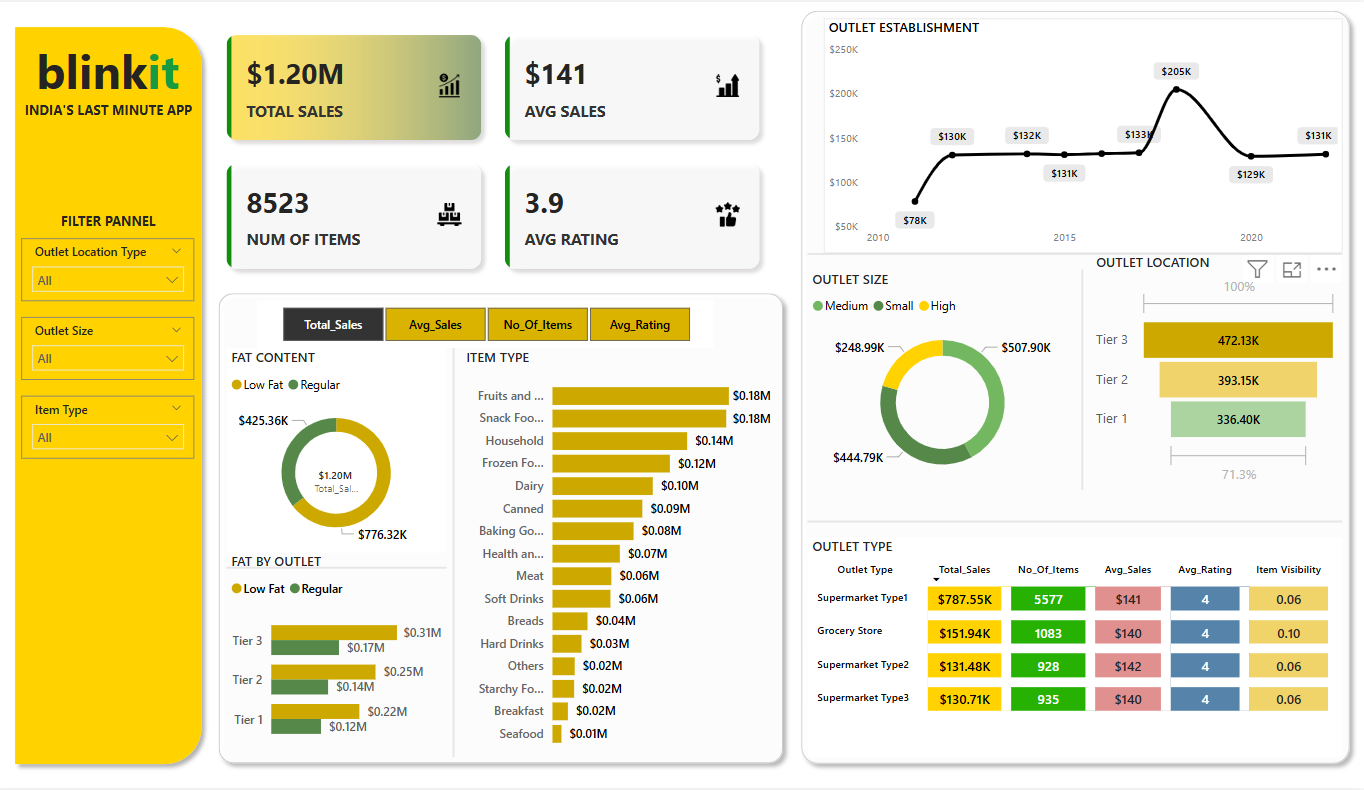 blinkit
INDIA'S LAST MINUTE APP
FILTER PANNEL
Outlet Location Type
All
Outlet Size
All
Item Type
All
$1.20M
TOTAL SALES
$141
AVG SALES
8523
NUM OF ITEMS
3.9
AVG RATING
Total_Sales Avg_Sales No_Of_Items Avg_Rating
FAT CONTENT
Low Fat Regular
$425.36K
$1.20M
Total_Sal...
$776.32K
FAT BY OUTLET
Low Fat Regular
Tier 3 $0.31M
$0.17M
Tier 2 $0.25M
$0.14M
Tier 1 $0.22M
$0.12M
ITEM TYPE
Fruits and ... $0.18M
Snack Foo... $0.18M
Household $0.14M
Frozen Fo... $0.12M
Dairy $0.10M
Canned $0.09M
Baking Go... $0.08M
Health an... $0.07M
Meat $0.06M
Soft Drinks $0.06M
Breads $0.04M
Hard Drinks $0.03M
Others $0.02M
Starchy Fo... $0.02M
Breakfast $0.02M
Seafood $0.01M
OUTLET ESTABLISHMENT
$250K
$200K
$150K
$100K
$50K
$78K
$130K
$132K
$131K
$133K
$205K
$129K
$131K
2010 2015 2020
OUTLET SIZE
Medium Small High
$248.99K
$507.90K
$444.79K
OUTLET LOCATION
100%
Tier 3 472.13K
Tier 2 393.15K
Tier 1 336.40K
71.3%
OUTLET TYPE
Outlet Type Total_Sales No_Of_Items Avg_Sales Avg_Rating Item Visibility
Supermarket Type1 $787.55K 5577 $141 4 0.06
Grocery Store $151.94K 1083 $140 4 0.10
Supermarket Type2 $131.48K 928 $142 4 0.06
Supermarket Type3 $130.71K 935 $140 4 0.06